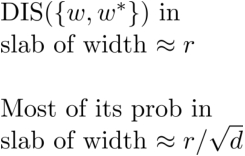 DIS({w, w*}) in
slab of width ≈ r
Most of its prob in
slab of width ≈ r/√d